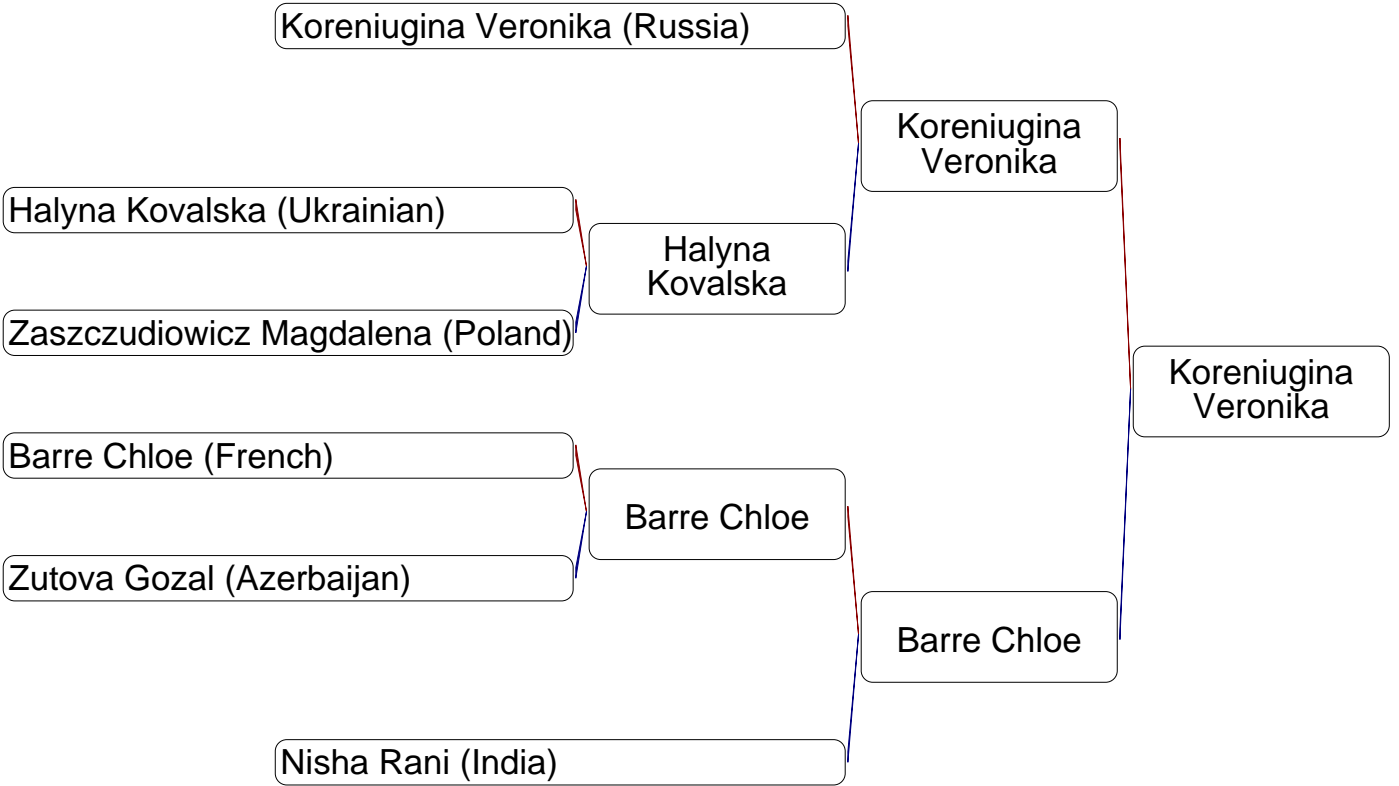 Koreniugina Veronika (Russia)
Koreniugina
Veronika
Halyna Kovalska (Ukrainian)
Halyna
Kovalska
Zaszczudiowicz Magdalena (Poland)
Koreniugina
Veronika
Barre Chloe (French)
Barre Chloe
Zutova Gozal (Azerbaijan)
Barre Chloe
Nisha Rani (India)